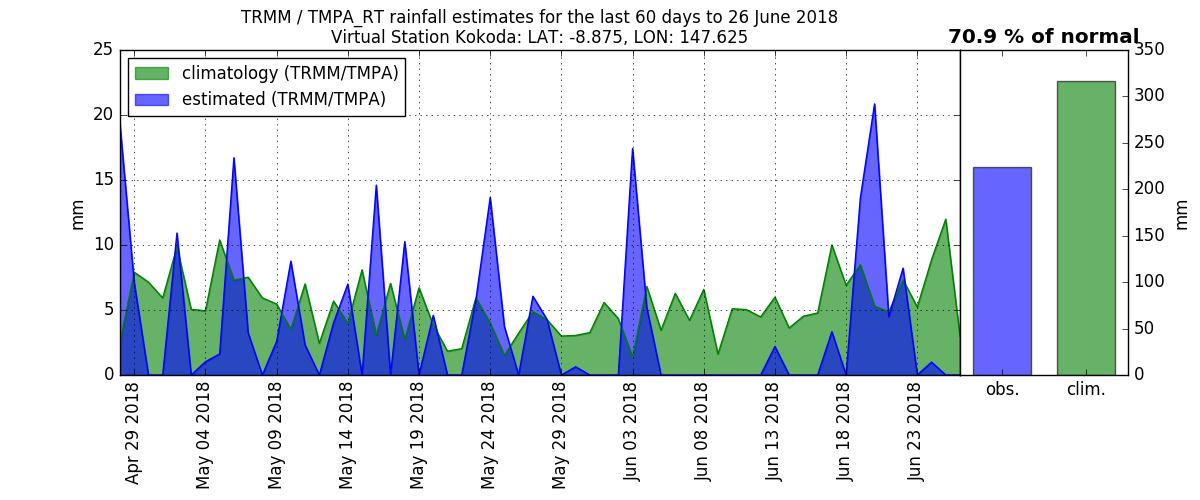 TRMM / TMPA_RT rainfall estimates for the last 60 days to 26 June 2018
Virtual Station Kokoda: LAT: -8.875, LON: 147.625
70.9 % of normal
climatology (TRMM/TMPA)
estimated (TRMM/TMPA)
mm
25
20
15
10
5
0
Apr 29 2018
May 04 2018
May 09 2018
May 14 2018
May 19 2018
May 24 2018
May 29 2018
Jun 03 2018
Jun 08 2018
Jun 13 2018
Jun 18 2018
Jun 23 2018
350
300
250
200
150
100
50
0
mm
obs.
clim.